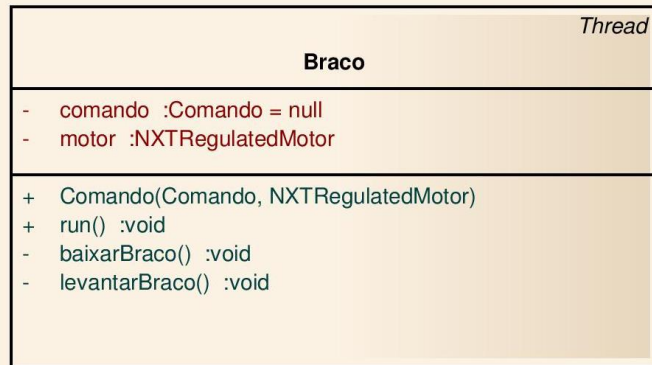 Thread
Braco
- comando :Comando = null
- motor :NXTRegulatedMotor
+ Comando(Comando, NXTRegulatedMotor)
+ run() :void
- baixarBraco() :void
- levantarBraco() :void